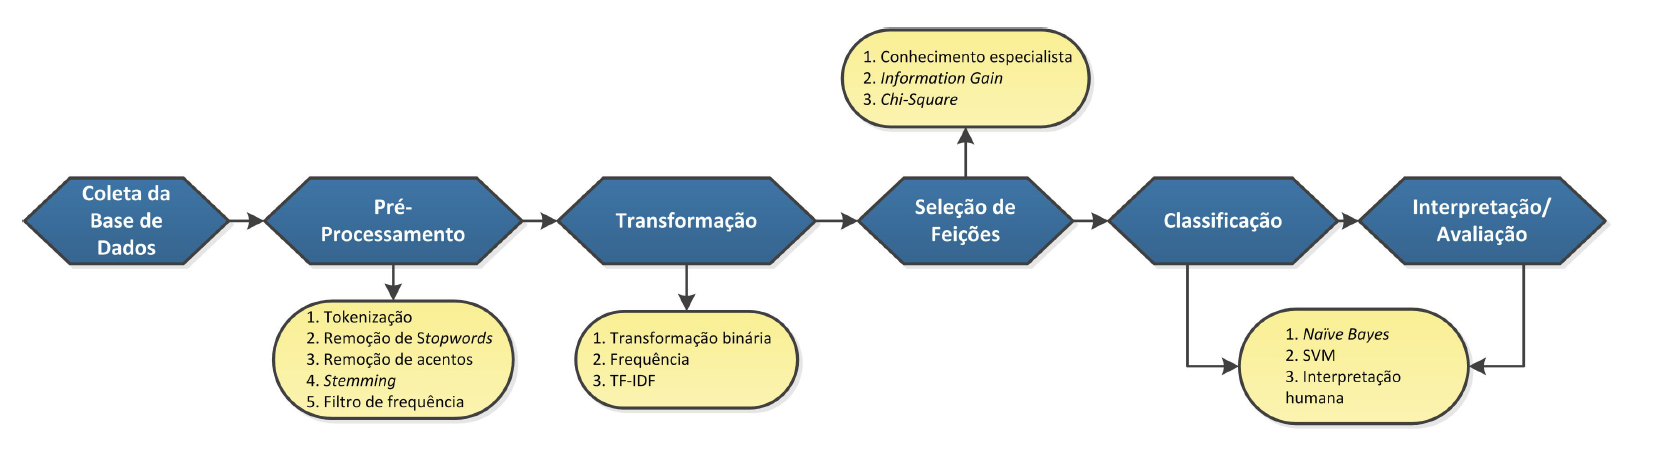 1. Conhecimento especialista
2. Information Gain
3. Chi-Square
Coleta da
Base de
Dados
Pré-
Processamento
Transformação
Seleção de
Feições
Classificação
Interpretação/
Avaliação
1. Tokenização
2. Remoção de Stopwords
3. Remoção de acentos
4. Stemming
5. Filtro de frequência
1. Transformação binária
2. Frequência
3. TF-IDF
1. Naïve Bayes
2. SVM
3. Interpretação
humana